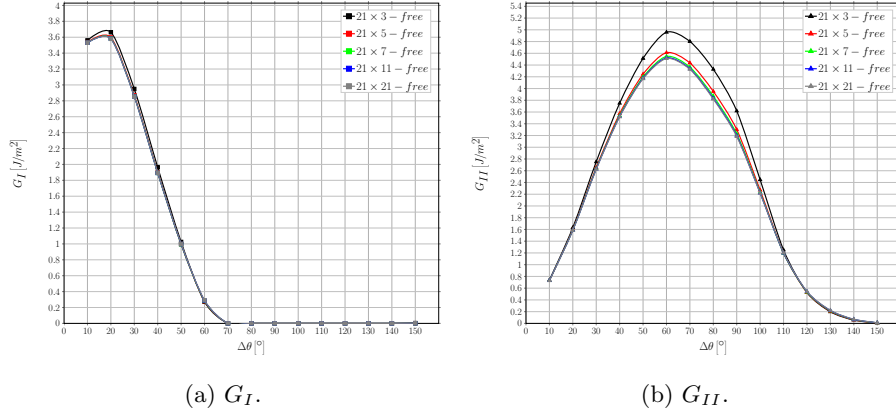 4
3.8
3.6
3.4
3.2
3
2.8
2.6
2.4
2.2
2
1.8
1.6
1.4
1.2
1
0.8
0.6
0.4
0.2
0
G_I [J/m²]
21 × 3 − free
21 × 5 − free
21 × 7 − free
21 × 11 − free
21 × 21 − free
10 20 30 40 50 60 70 80 90 100 110 120 130 140 150
Δθ [°]
(a) G_I.
5.4
5.2
5
4.8
4.6
4.4
4.2
4
3.8
3.6
3.4
3.2
3
2.8
2.6
2.4
2.2
2
1.8
1.6
1.4
1.2
1
0.8
0.6
0.4
0.2
0
G_II [J/m²]
21 × 3 − free
21 × 5 − free
21 × 7 − free
21 × 11 − free
21 × 21 − free
10 20 30 40 50 60 70 80 90 100 110 120 130 140 150
Δθ [°]
(b) G_II.